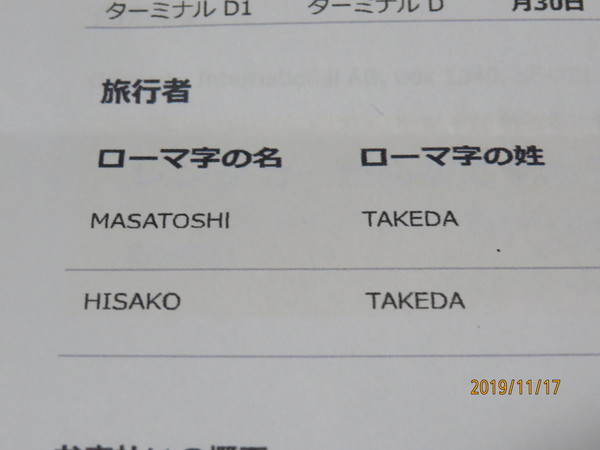 ターミナル D1 ターミナル D 月30日
旅行者
ローマ字の名 ローマ字の姓
MASATOSHI TAKEDA
HISAKO TAKEDA
2019/11/17